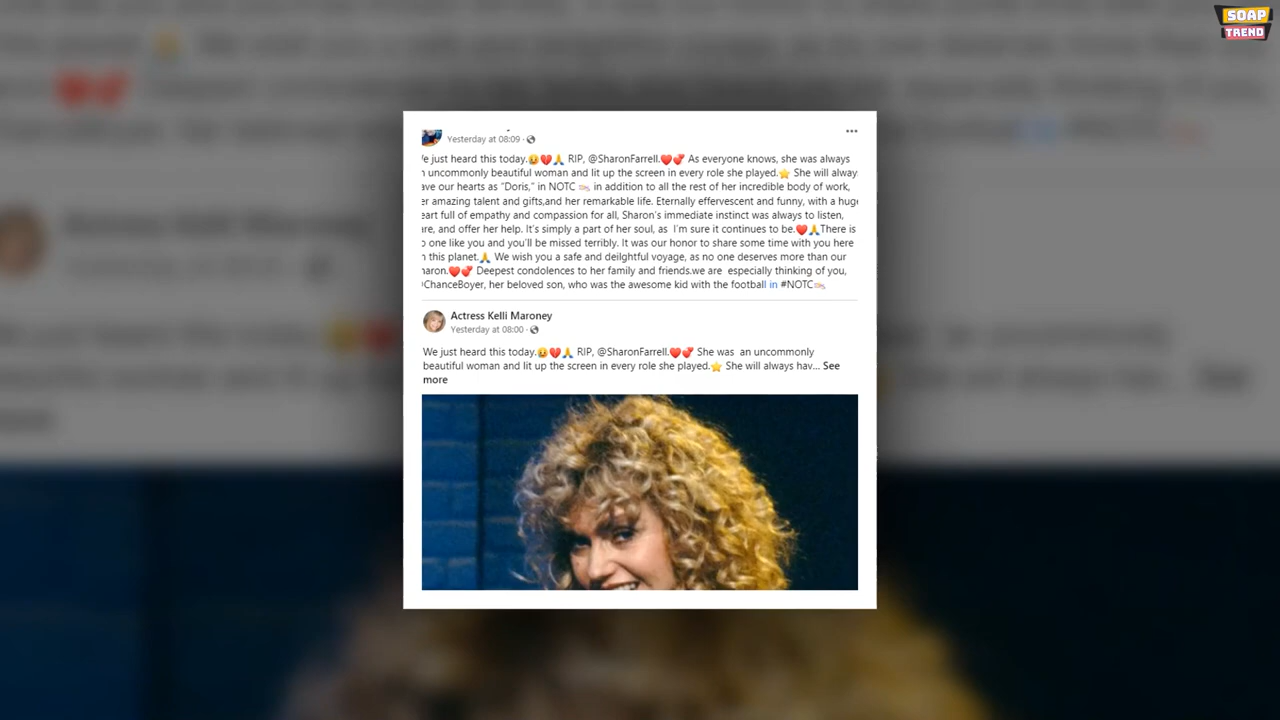 SOAP
TREND
Yesterday at 08:09
We just heard this today.😖💔🙏 RIP, @SharonFarrell.❤️💕 As everyone knows, she was always
uncommonly beautiful woman and lit up the screen in every role she played.⭐ She will alway
ave our hearts as "Doris," in NOTC in addition to all the rest of her incredible body of work,
er amazing talent and gifts,and her remarkable life. Eternally effervescent and funny, with a huge
eart full of empathy and compassion for all, Sharon's immediate instinct was always to listen,
are, and offer her help. It's simply a part of her soul, as I'm sure it continues to be.❤️🙏There is
o one like you and you'll be missed terribly. It was our honor to share some time with you here
n this planet.🙏 We wish you a safe and deilghtful voyage, as no one deserves more than our
haron.❤️💕 Deepest condolences to her family and friends.we are especially thinking of you,
@ChanceBoyer, her beloved son, who was the awesome kid with the football in #NOTC
Actress Kelli Maroney
Yesterday at 08:00
We just heard this today.😖💔🙏 RIP, @SharonFarrell.❤️💕 She was an uncommonly
beautiful woman and lit up the screen in every role she played.⭐ She will always hav... See
more